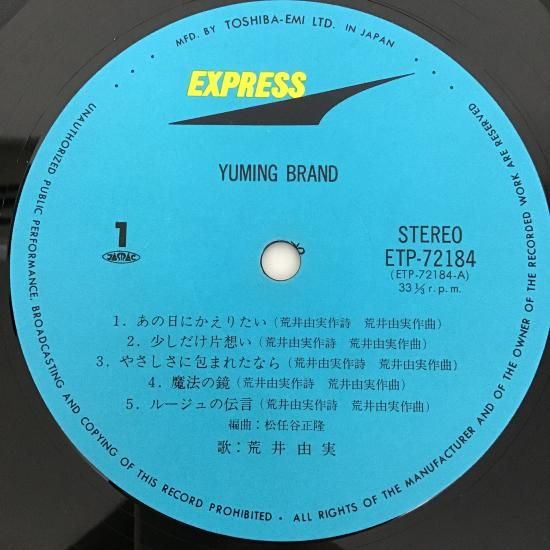 MFD. BY TOSHIBA-EMI LTD. IN JAPAN
EXPRESS
YUMING BRAND
1
JASRAC
STEREO
ETP-72184
(ETP-72184-A)
33 1/3 r.p.m.
1. あの日にかえりたい(荒井由実作詩 荒井由実作曲)
2. 少しだけ片想い(荒井由実作詩 荒井由実作曲)
3. やさしさに包まれたなら(荒井由実作詩 荒井由実作曲)
4. 魔法の鏡(荒井由実作詩 荒井由実作曲)
5. ルージュの伝言(荒井由実作詩 荒井由実作曲)
編曲:松任谷正隆
歌:荒井由実
UNAUTHORIZED PUBLIC PERFORMANCE, BROADCASTING AND COPYING OF THIS RECORD PROHIBITED • ALL RIGHTS OF THE MANUFACTURER AND OF THE OWNER OF THE RECORDED WORK ARE RESERVED